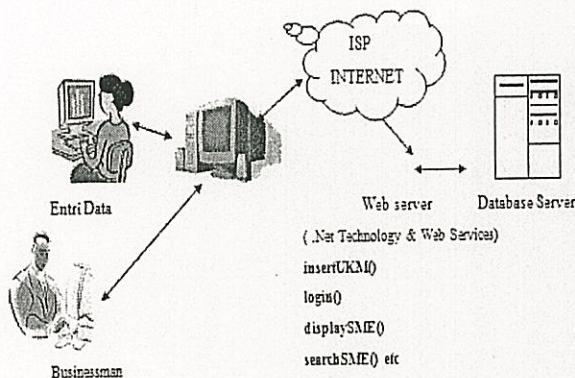 ISP
INTERNET
Entri Data
Web server
Database Server
( .Net Technology & Web Services)
insertUKM()
login()
displaySME()
searchSME() etc
Businessman